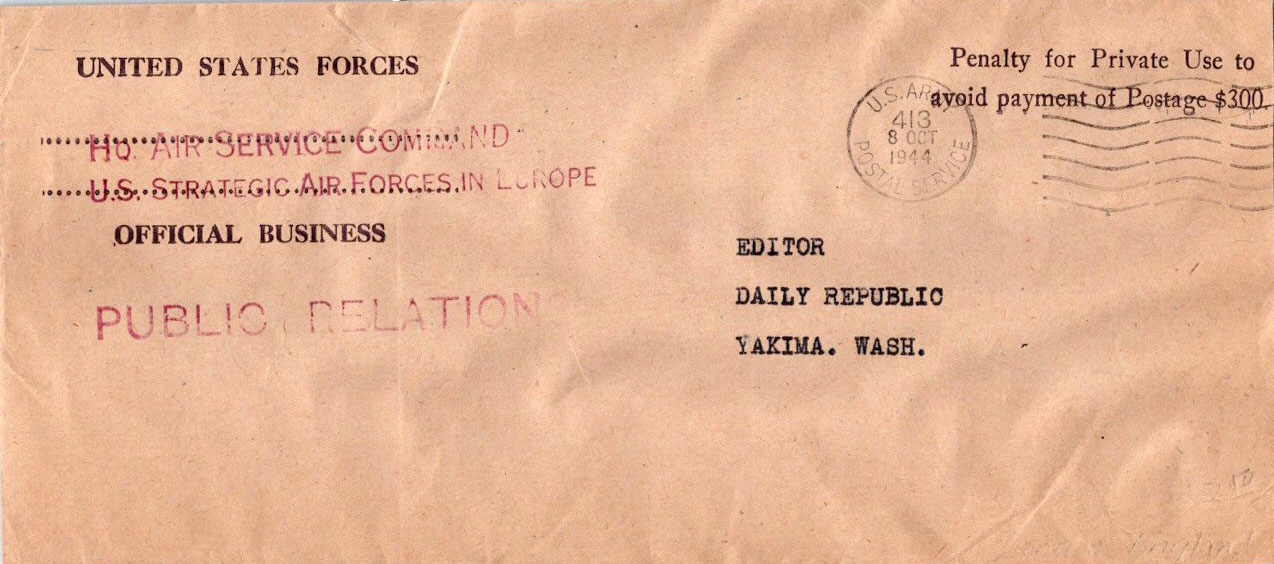 UNITED STATES FORCES
Penalty for Private Use to
avoid payment of Postage $300.
HQ. AIR SERVICE COMMAND
U.S. STRATEGIC AIR FORCES IN EUROPE
OFFICIAL BUSINESS
PUBLIC RELATIONS
U.S. ARMY
413
8 OCT
1944
POSTAL SERVICE
EDITOR
DAILY REPUBLIC
YAKIMA. WASH.
England